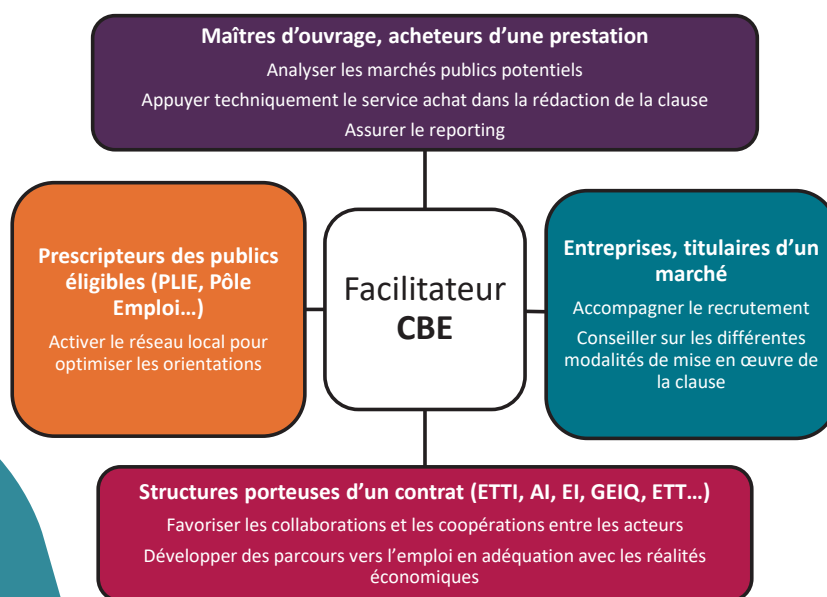 Maîtres d'ouvrage, acheteurs d'une prestation
Analyser les marchés publics potentiels
Appuyer techniquement le service achat dans la rédaction de la clause
Assurer le reporting
Prescripteurs des publics
éligibles (PLIE, Pôle
Emploi…)
Activer le réseau local pour
optimiser les orientations
Facilitateur
CBE
Entreprises, titulaires d'un
marché
Accompagner le recrutement
Conseiller sur les différentes
modalités de mise en œuvre de
la clause
Structures porteuses d'un contrat (ETTI, AI, EI, GEIQ, ETT…)
Favoriser les collaborations et les coopérations entre les acteurs
Développer des parcours vers l'emploi en adéquation avec les réalités
économiques